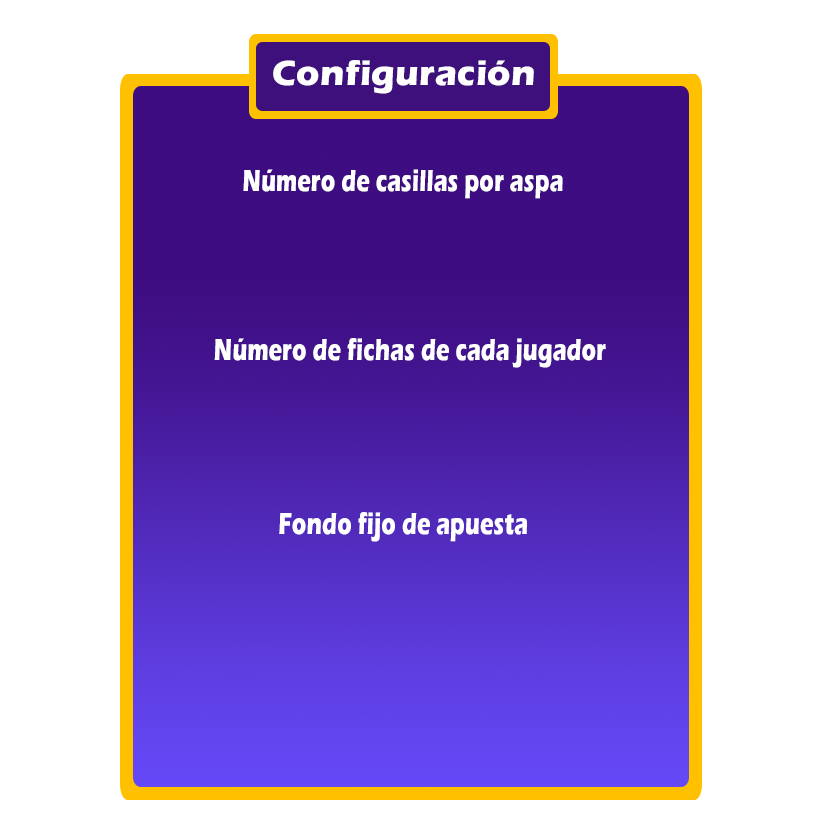 Configuración
Número de casillas por aspa
Número de fichas de cada jugador
Fondo fijo de apuesta